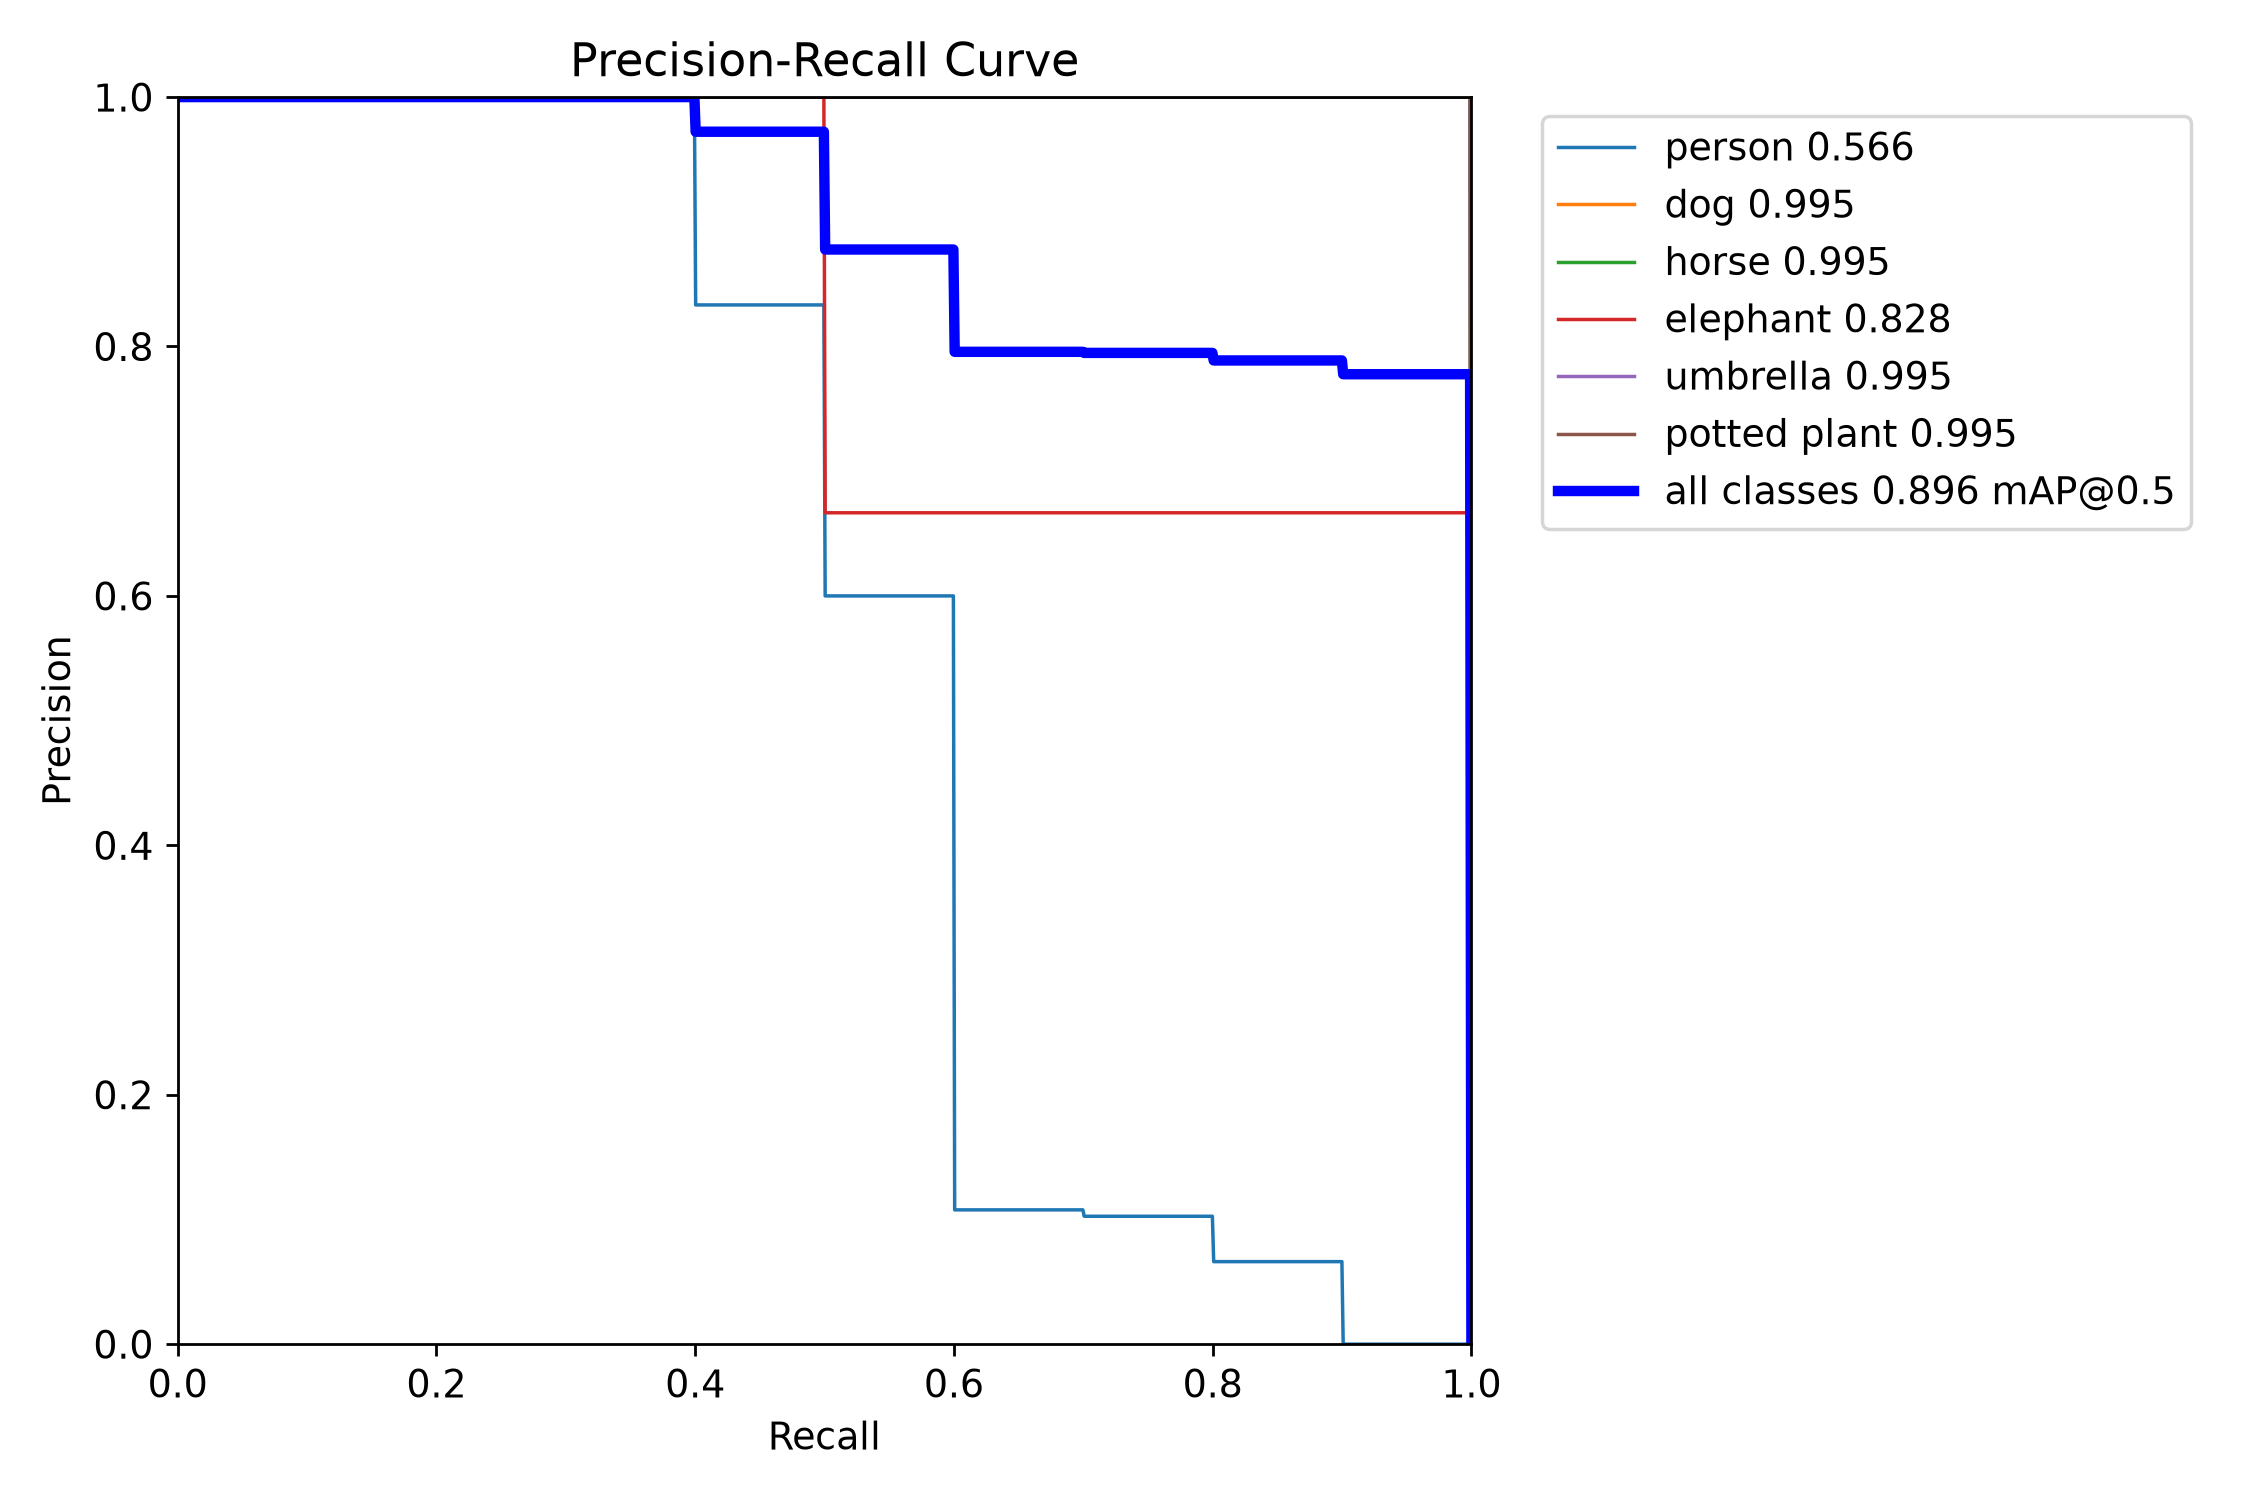 Precision-Recall Curve
1.0
0.8
0.6
0.4
0.2
0.0
Precision
0.0 0.2 0.4 0.6 0.8 1.0
Recall
person 0.566
dog 0.995
horse 0.995
elephant 0.828
umbrella 0.995
potted plant 0.995
all classes 0.896 mAP@0.5